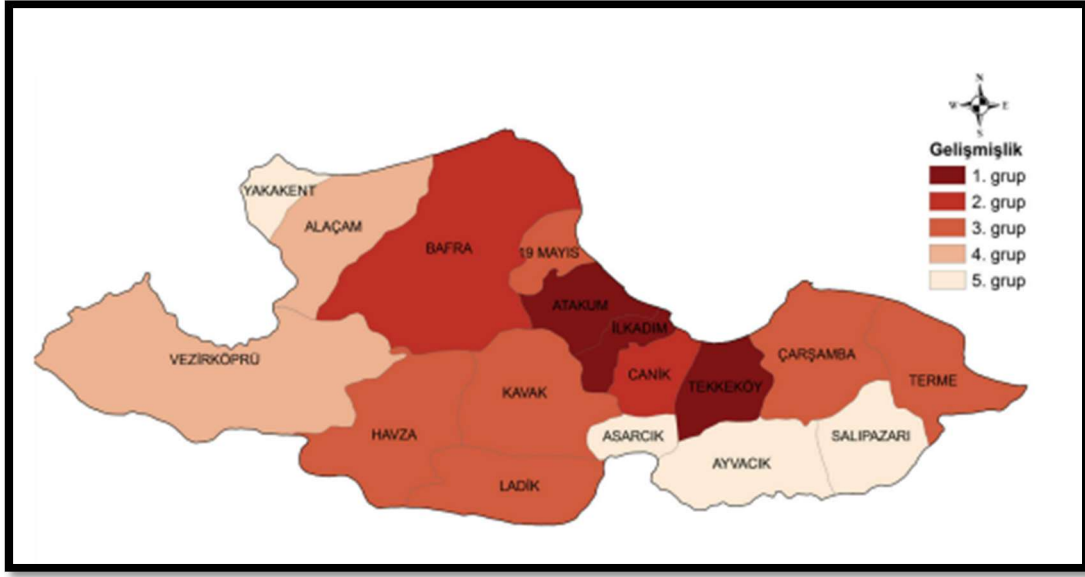 N
W E
S
Gelişmişlik
1. grup
2. grup
3. grup
4. grup
5. grup
YAKAKENT
ALAÇAM
BAFRA
19 MAYIS
ATAKUM
İLKADIM
VEZİRKÖPRÜ
ÇARŞAMBA
CANİK
TEKKEKÖY
TERME
KAVAK
HAVZA
ASARCIK
SALIPAZARI
AYVACIK
LADİK